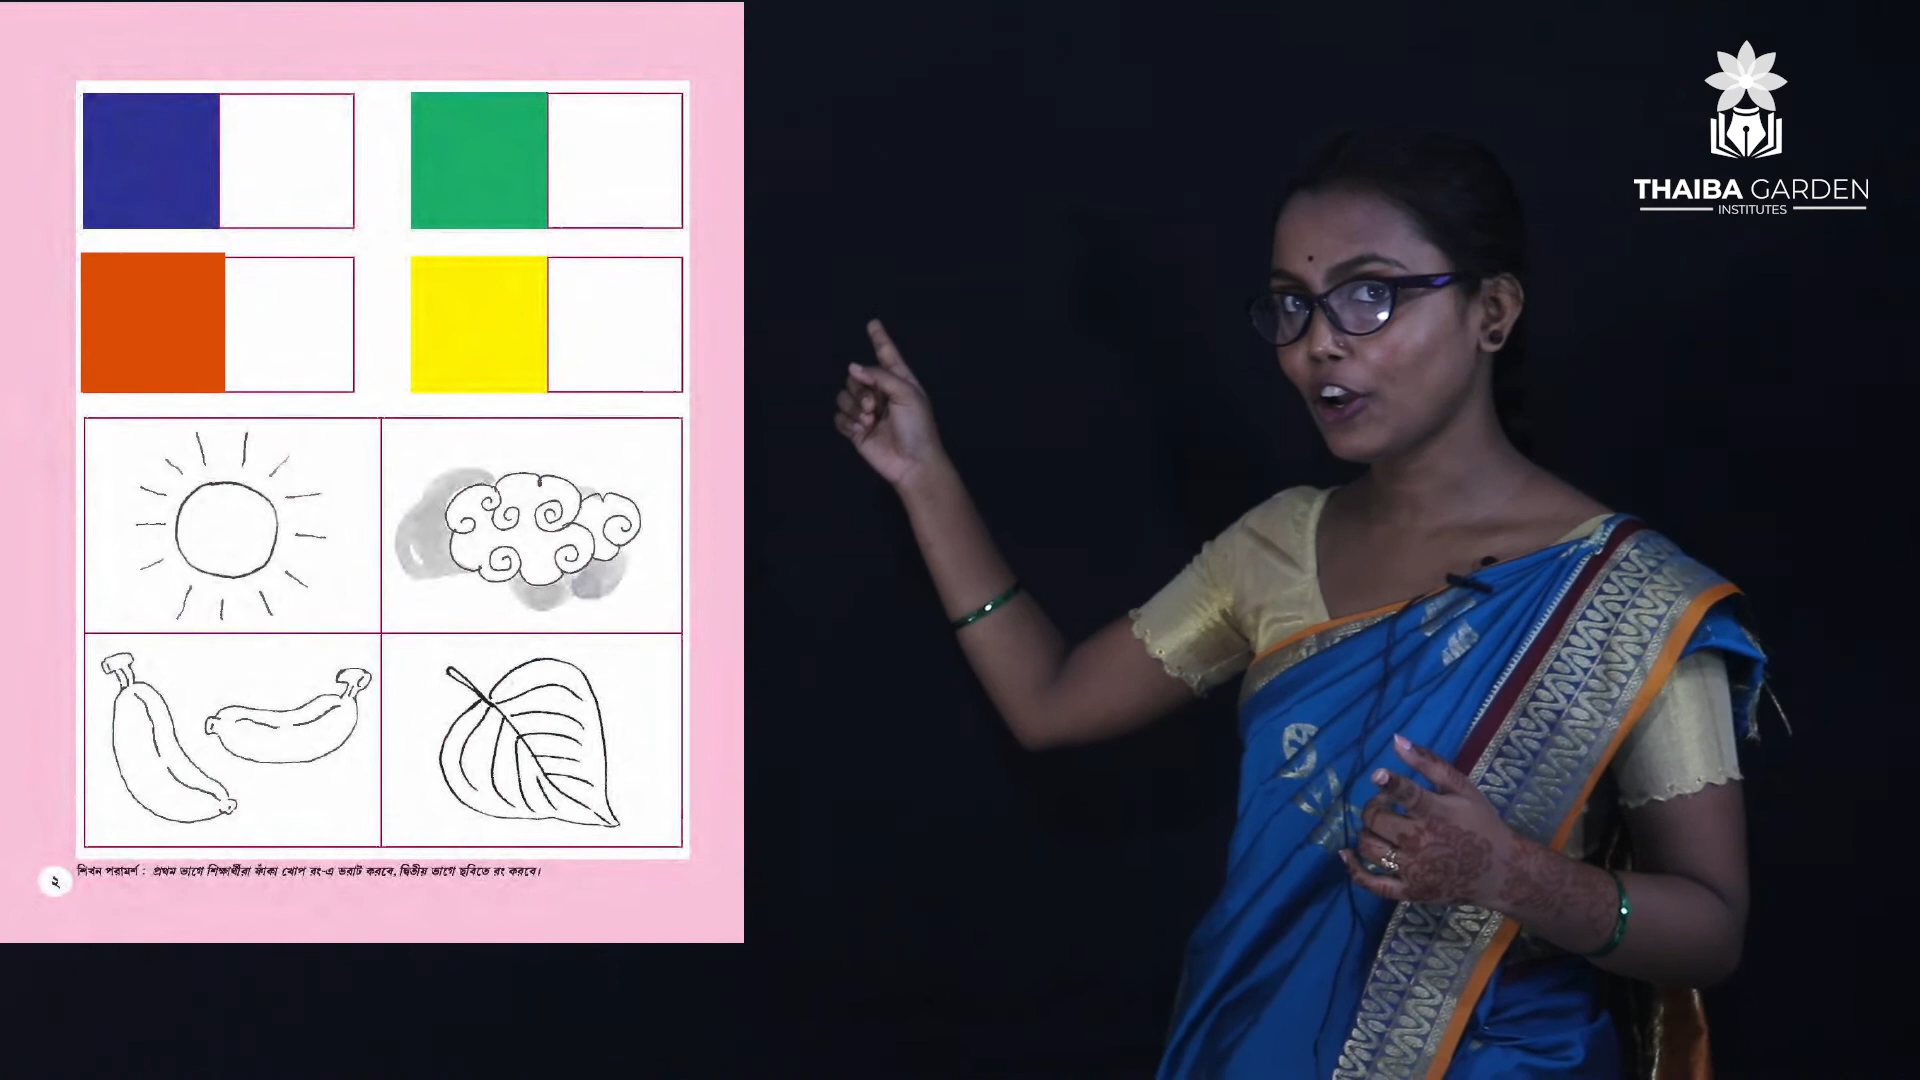 THAIBA GARDEN
INSTITUTES
শিখন পরামর্শ : প্রথম ভাগে শিক্ষার্থীরা ফাঁকা খোপ রং-এ ভরাট করবে, দ্বিতীয় ভাগে ছবিতে রং করবে।
২